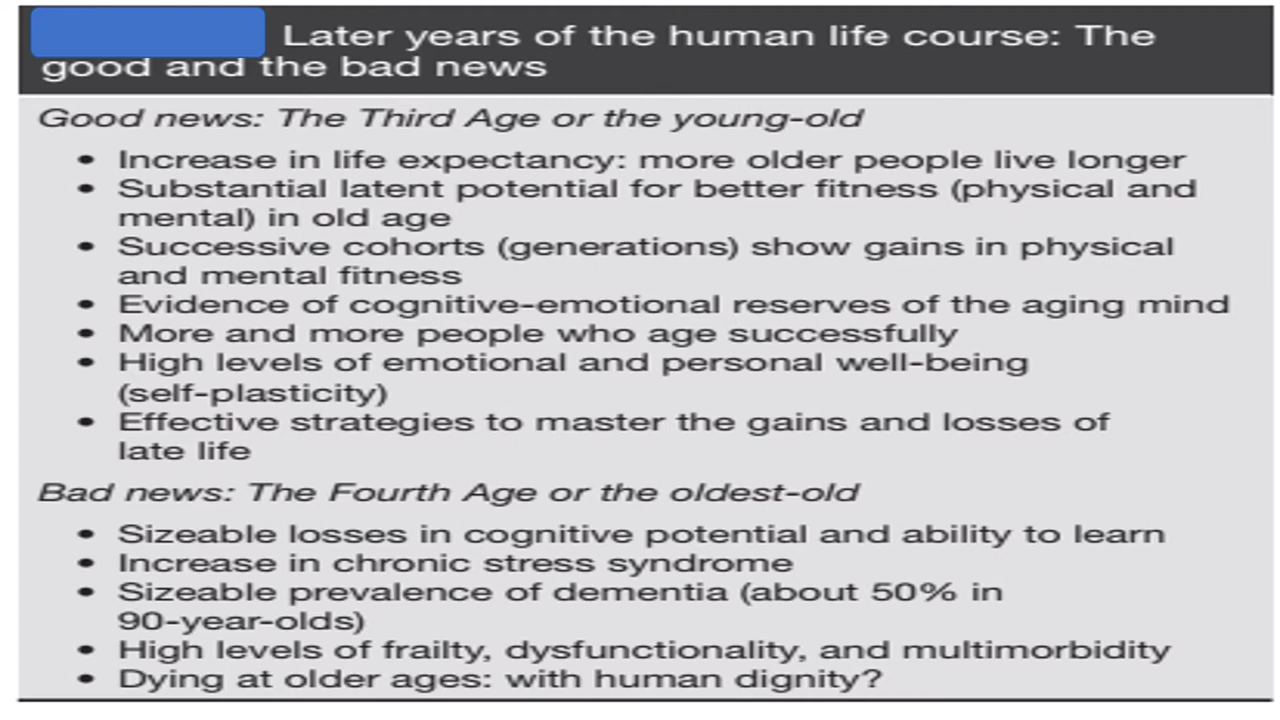 Later years of the human life course: The
good and the bad news
Good news: The Third Age or the young-old
• Increase in life expectancy: more older people live longer
• Substantial latent potential for better fitness (physical and
mental) in old age
• Successive cohorts (generations) show gains in physical
and mental fitness
• Evidence of cognitive-emotional reserves of the aging mind
• More and more people who age successfully
• High levels of emotional and personal well-being
(self-plasticity)
• Effective strategies to master the gains and losses of
late life
Bad news: The Fourth Age or the oldest-old
• Sizeable losses in cognitive potential and ability to learn
• Increase in chronic stress syndrome
• Sizeable prevalence of dementia (about 50% in
90-year-olds)
• High levels of frailty, dysfunctionality, and multimorbidity
• Dying at older ages: with human dignity?